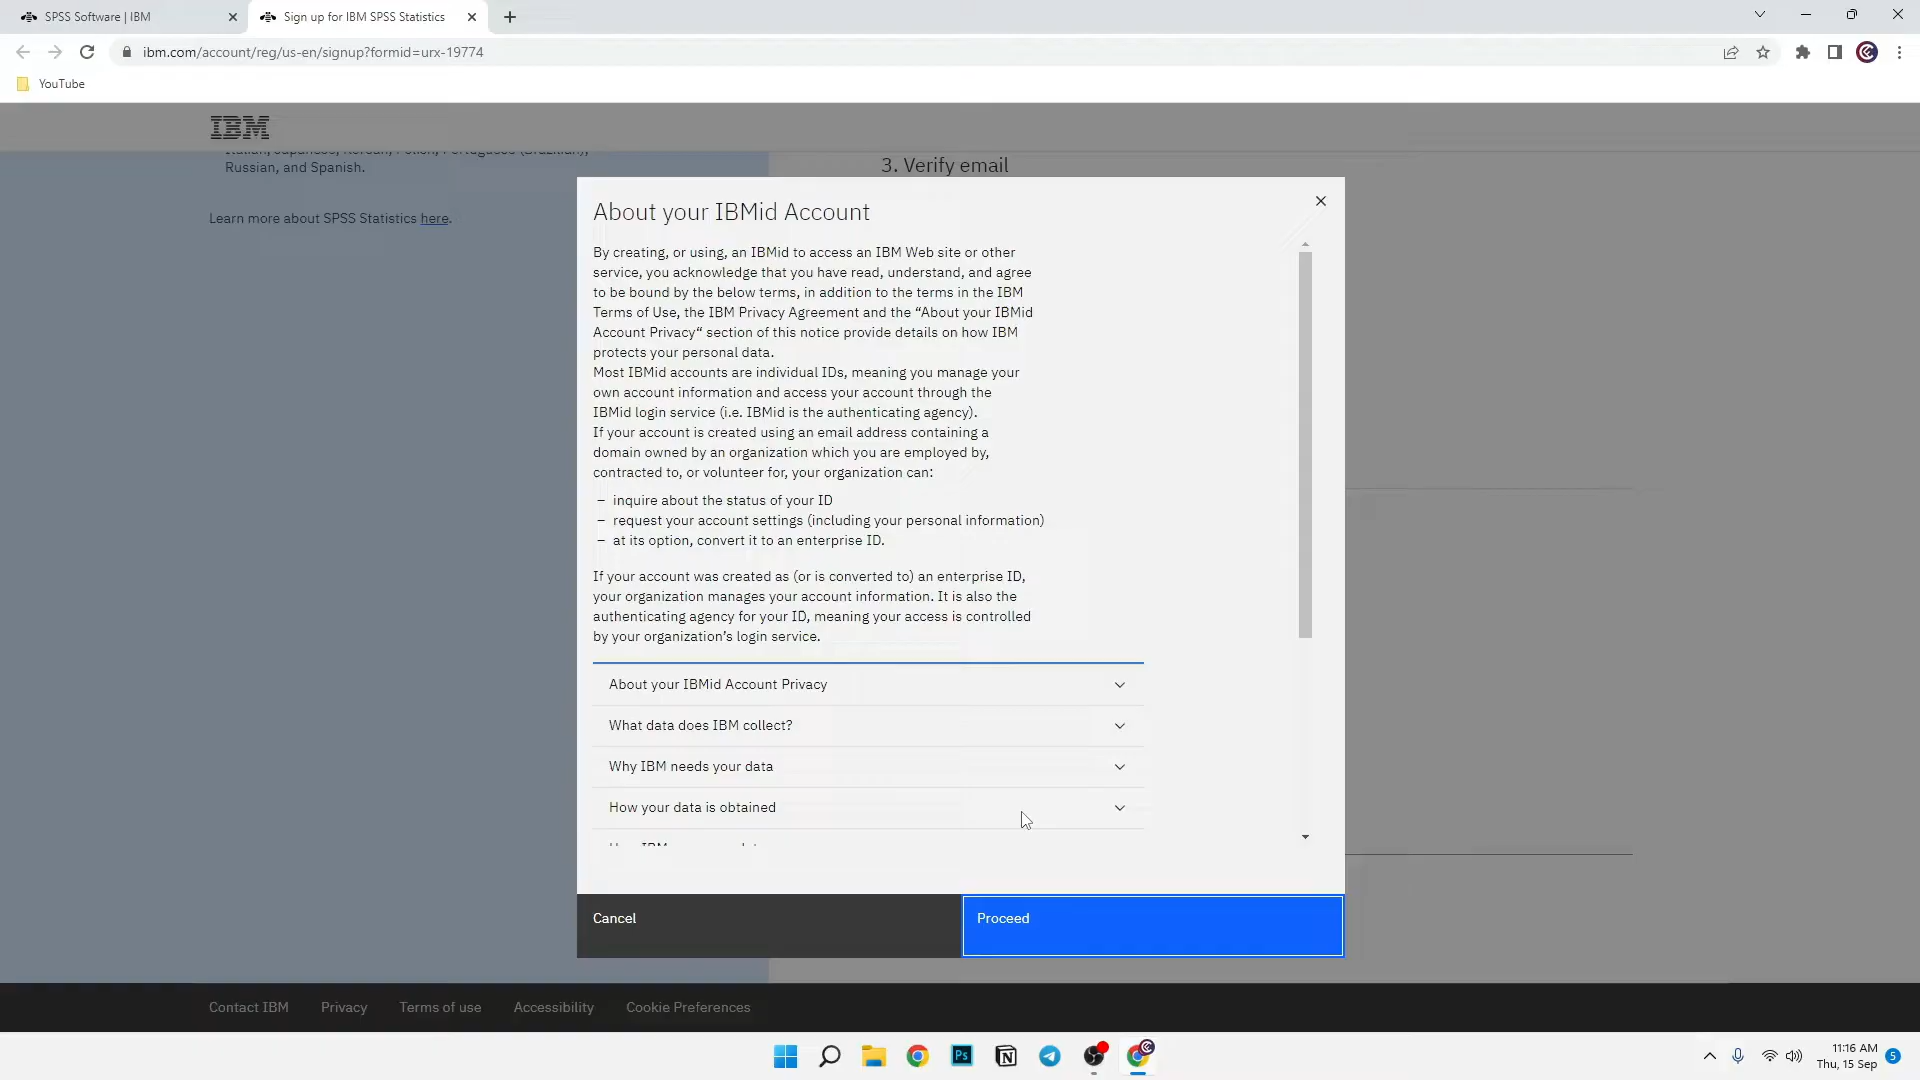 SPSS Software | IBM
Sign up for IBM SPSS Statistics
ibm.com/account/reg/us-en/signup?formid=urx-19774
YouTube
IBM
Russian, and Spanish.
Learn more about SPSS Statistics here.
3. Verify email
About your IBMid Account
By creating, or using, an IBMid to access an IBM Web site or other
service, you acknowledge that you have read, understand, and agree
to be bound by the below terms, in addition to the terms in the IBM
Terms of Use, the IBM Privacy Agreement and the “About your IBMid
Account Privacy“ section of this notice provide details on how IBM
protects your personal data.
Most IBMid accounts are individual IDs, meaning you manage your
own account information and access your account through the
IBMid login service (i.e. IBMid is the authenticating agency).
If your account is created using an email address containing a
domain owned by an organization which you are employed by,
contracted to, or volunteer for, your organization can:
– inquire about the status of your ID
– request your account settings (including your personal information)
– at its option, convert it to an enterprise ID.
If your account was created as (or is converted to) an enterprise ID,
your organization manages your account information. It is also the
authenticating agency for your ID, meaning your access is controlled
by your organization’s login service.
About your IBMid Account Privacy
What data does IBM collect?
Why IBM needs your data
How your data is obtained
Cancel
Proceed
Contact IBM
Privacy
Terms of use
Accessibility
Cookie Preferences
Ps
11:16 AM
Thu, 15 Sep
5